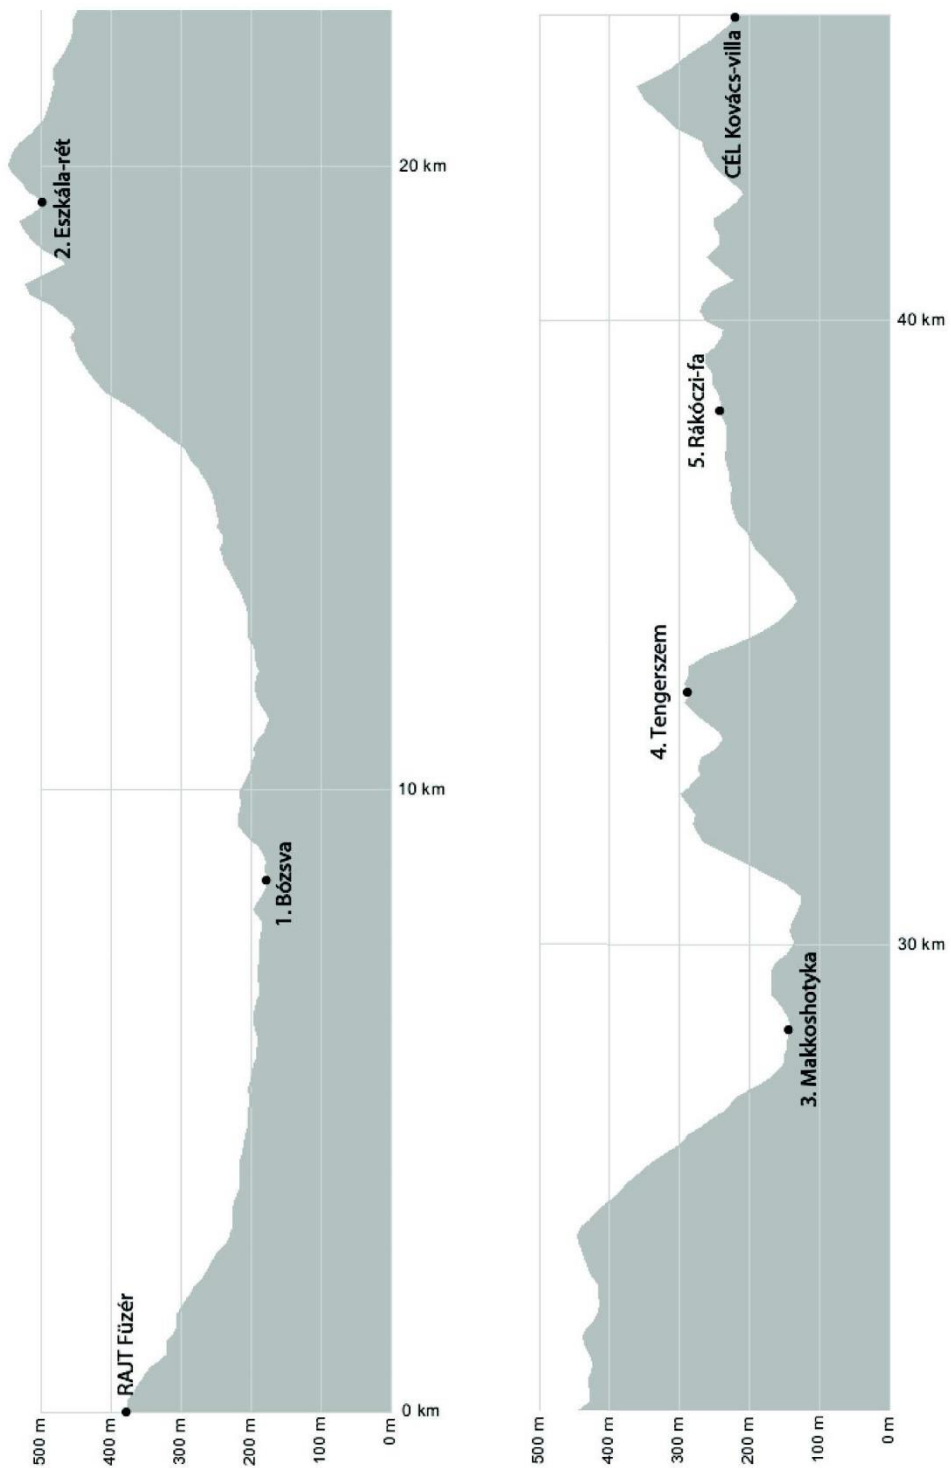 500 m
400 m
300 m
200 m
100 m
0 m
RAJT Füzér
1. Bózsva
2. Eszkála-rét
0 km
10 km
20 km
500 m
400 m
300 m
200 m
100 m
0 m
3. Makkoshotyka
4. Tengerszem
5. Rákóczi-fa
CÉL Kovács-villa
30 km
40 km